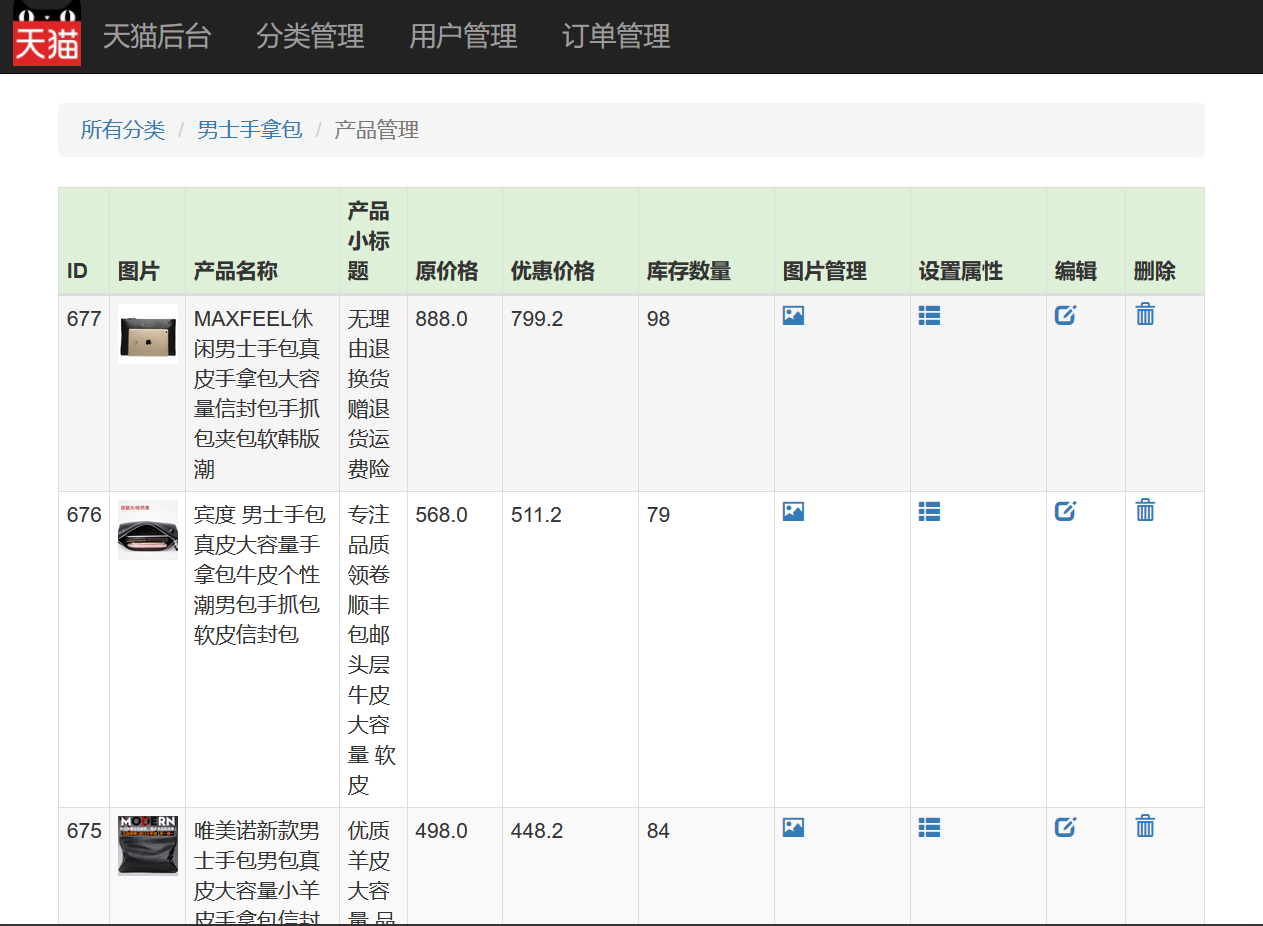 天猫 天猫后台 分类管理 用户管理 订单管理
所有分类 / 男士手拿包 / 产品管理
产品
小标
ID 图片 产品名称 题 原价格 优惠价格 库存数量 图片管理 设置属性 编辑 删除
677 MAXFEEL休 无理 888.0 799.2 98
闲男士手包真 由退
皮手拿包大容 换货
量信封包手抓 赠退
包夹包软韩版 货运
潮 费险
676 宾度 男士手包 专注 568.0 511.2 79
真皮大容量手 品质
拿包牛皮个性 领卷
潮男包手抓包 顺丰
软皮信封包 包邮
头层
牛皮
大容
量 软
皮
675 MODERN 唯美诺新款男 优质 498.0 448.2 84
士手包男包真 羊皮
皮大容量小羊 大容
皮手拿包信封 量 品